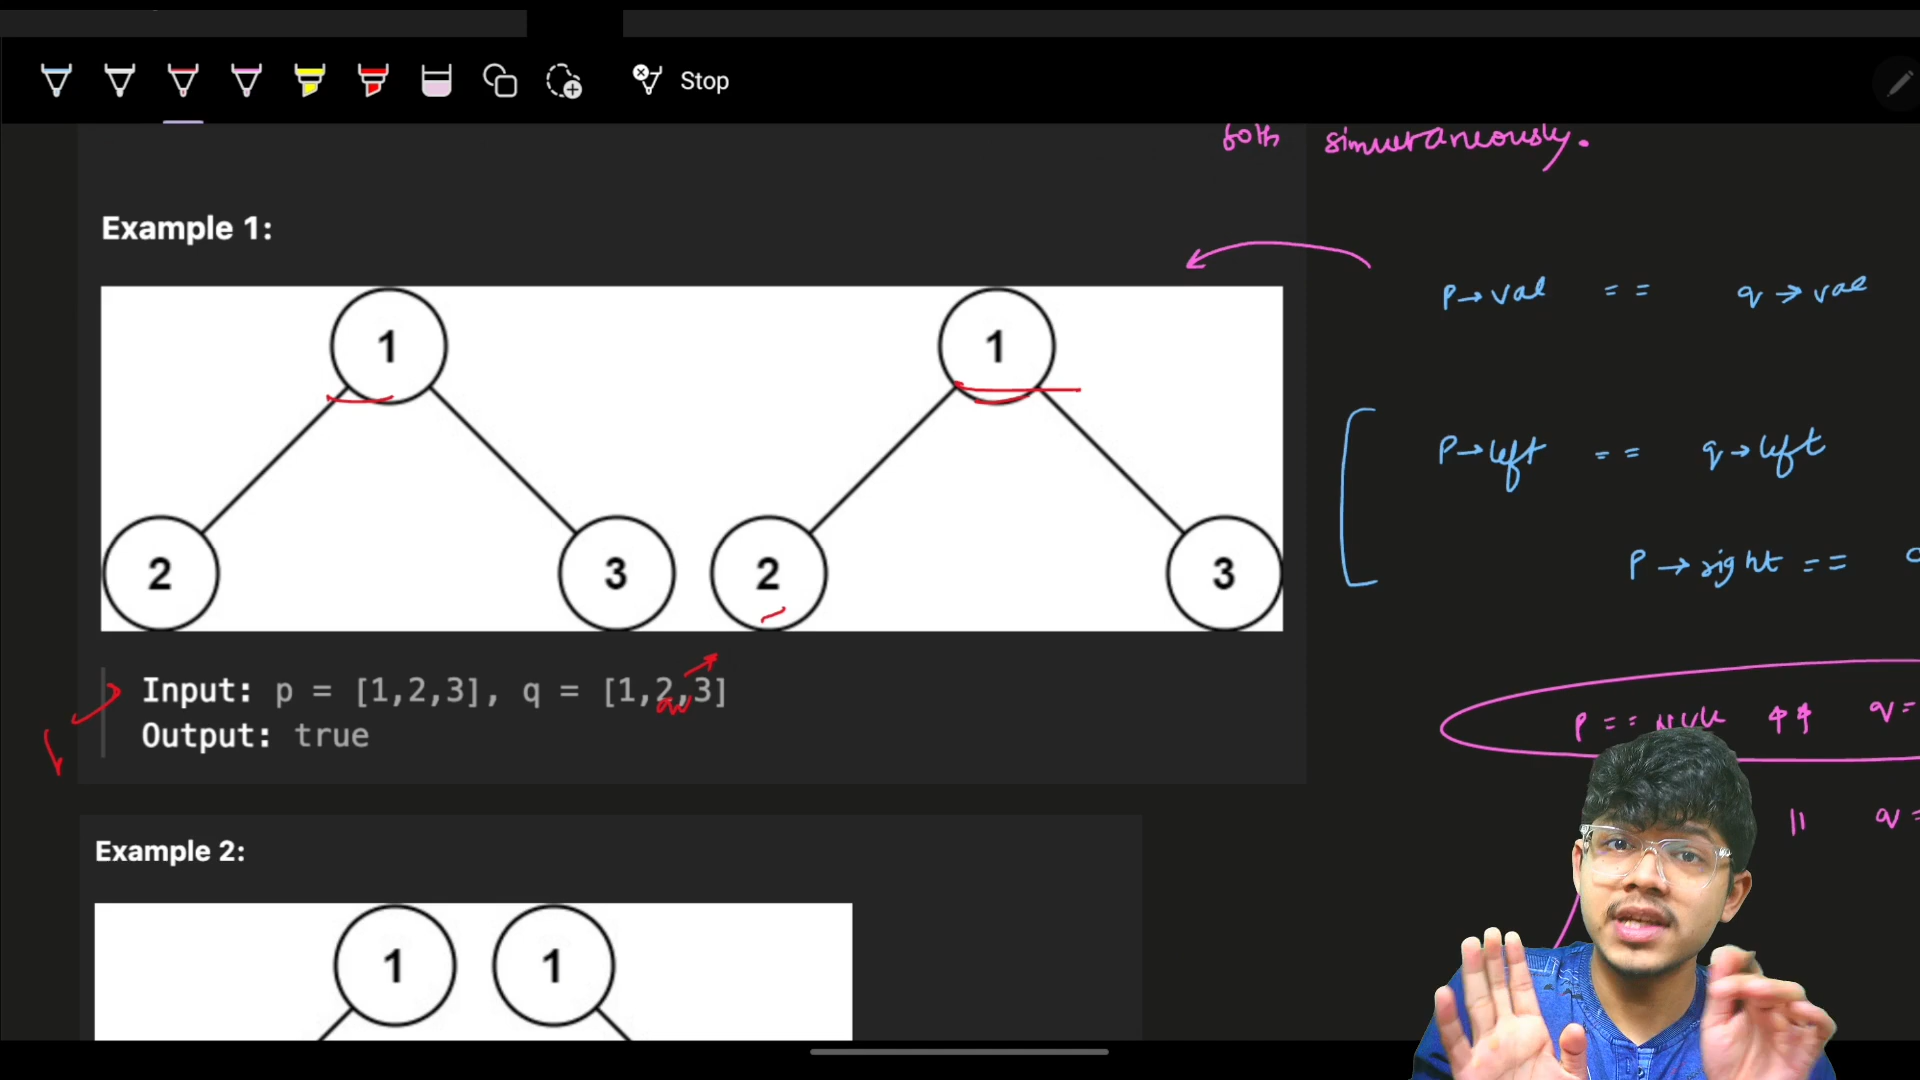 Stop
both simultaneously.
Example 1:
1 1
2 3 2 3
p→val == q→val
p→left == q→left
p→right ==
Input: p = [1,2,3], q = [1,2,3]
Output: true
p == NULL && q =
|| q =
Example 2:
1 1